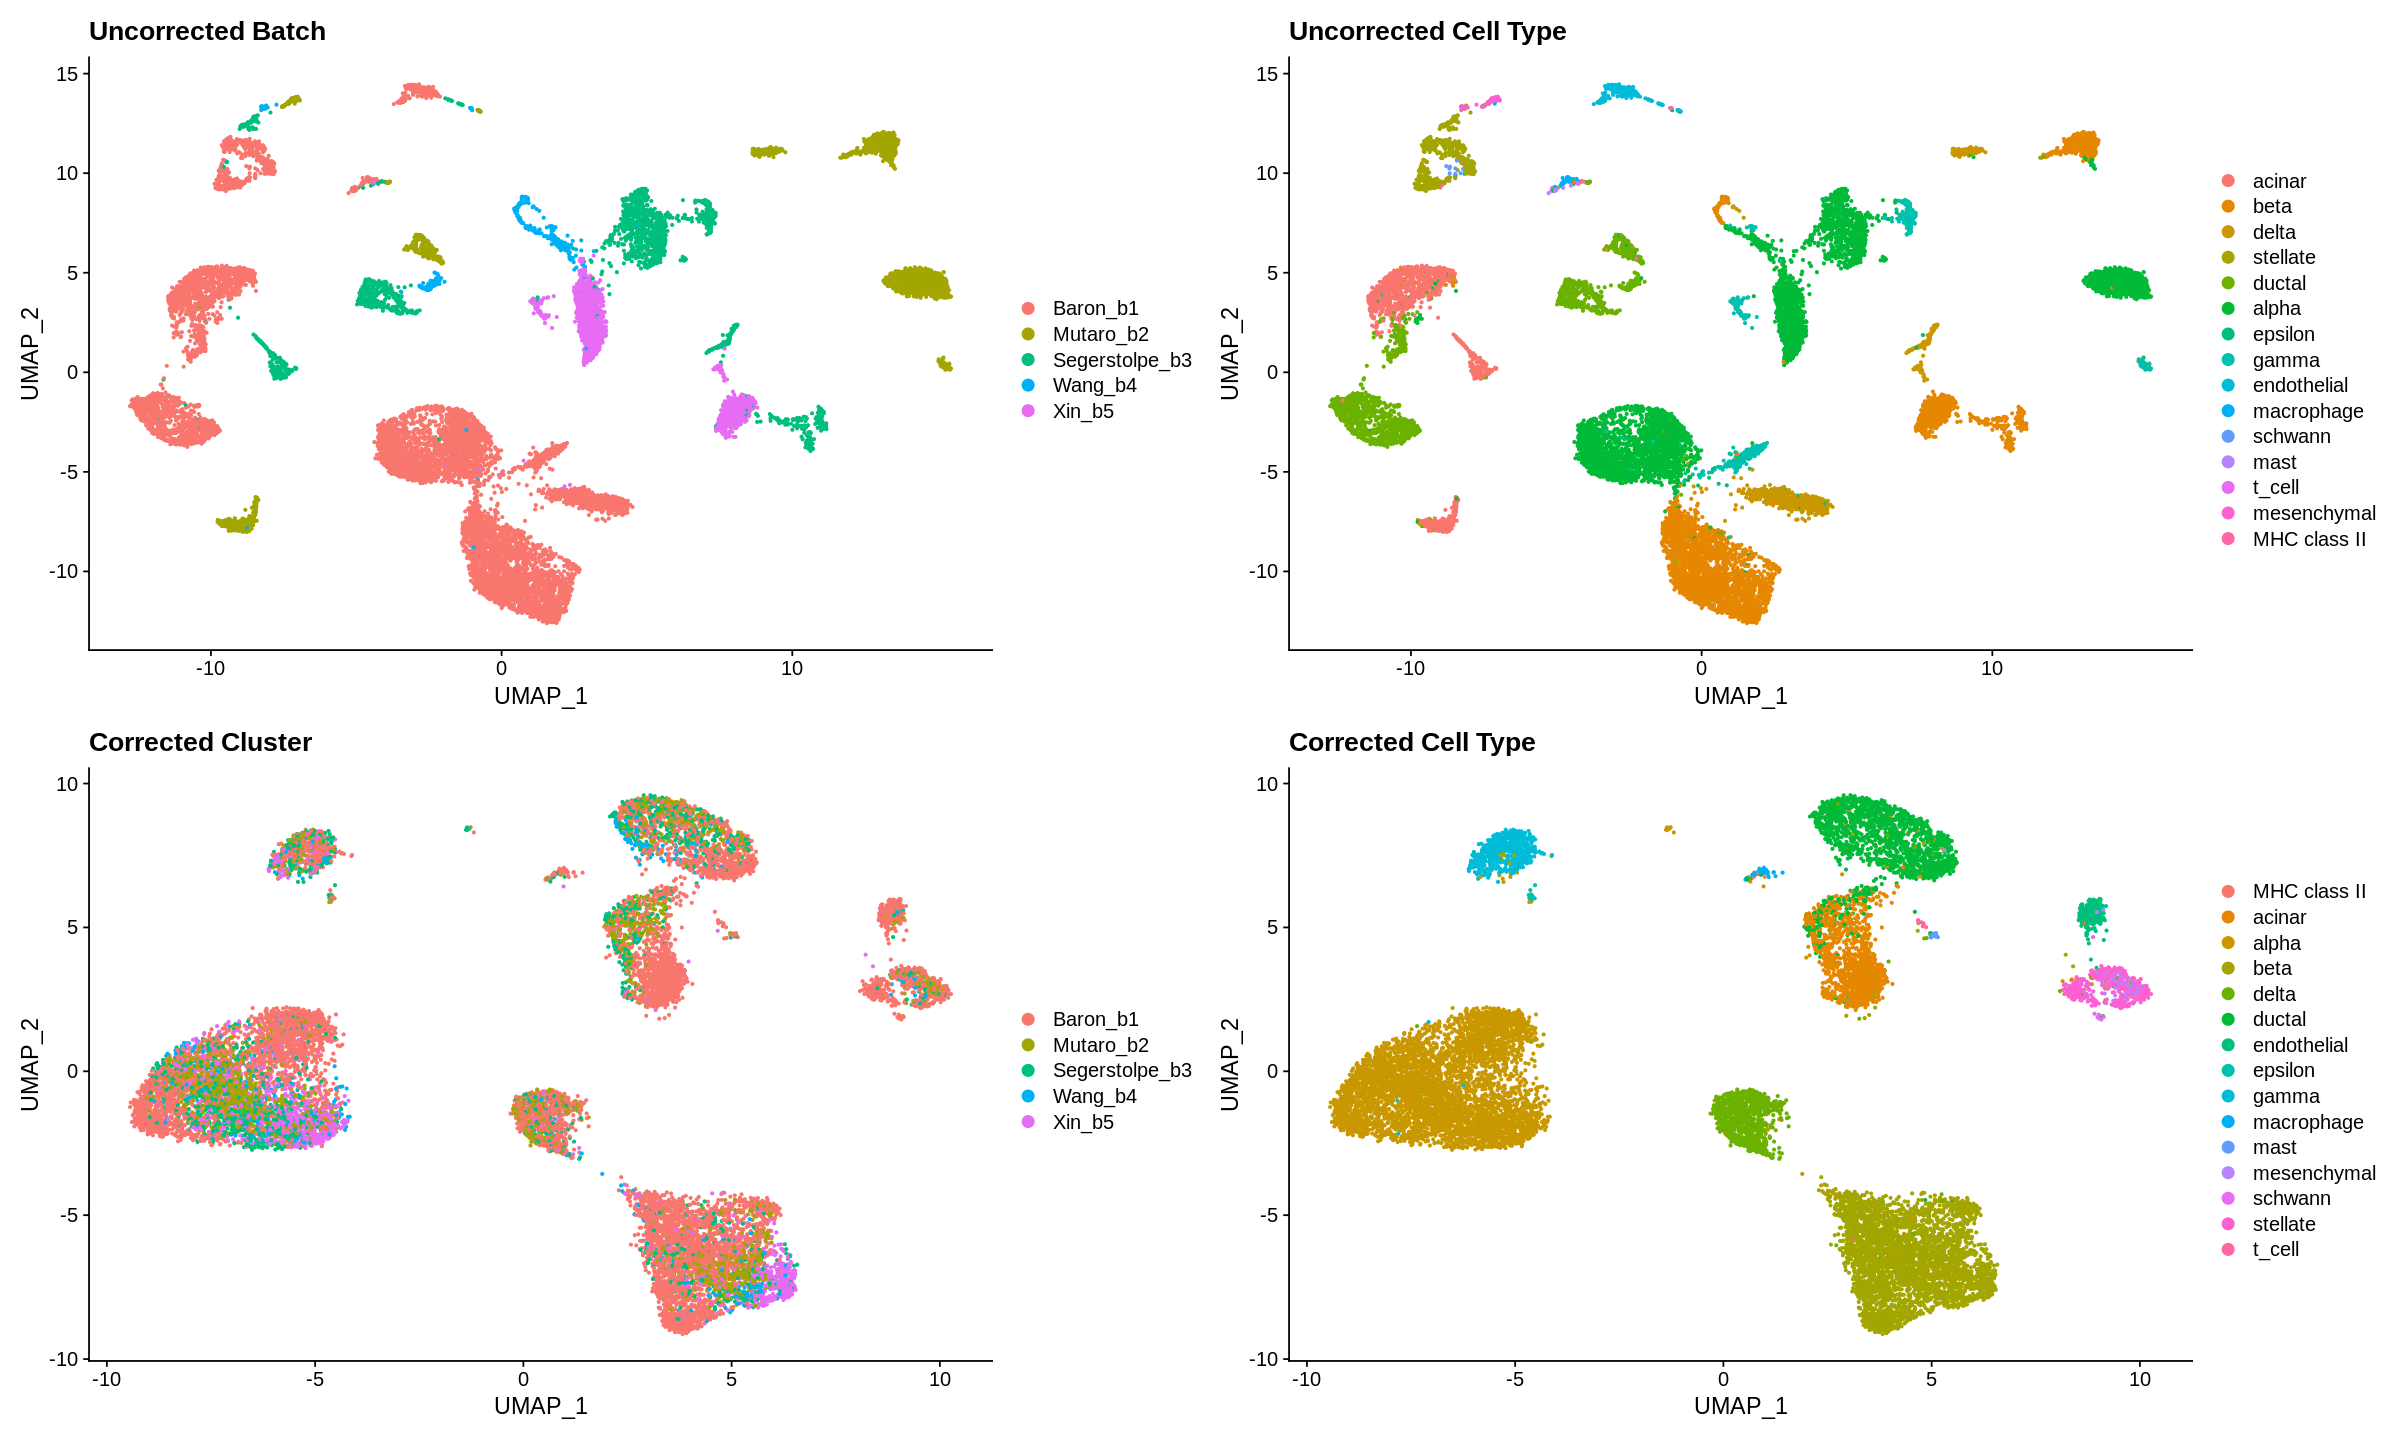 Uncorrected Batch
15
10
5
0
-5
-10
UMAP_2
-10 0 10
UMAP_1
Baron_b1
Mutaro_b2
Segerstolpe_b3
Wang_b4
Xin_b5
Uncorrected Cell Type
15
10
5
0
-5
-10
UMAP_2
-10 0 10
UMAP_1
acinar
beta
delta
stellate
ductal
alpha
epsilon
gamma
endothelial
macrophage
schwann
mast
t_cell
mesenchymal
MHC class II
Corrected Cluster
10
5
0
-5
-10
UMAP_2
-10 -5 0 5 10
UMAP_1
Baron_b1
Mutaro_b2
Segerstolpe_b3
Wang_b4
Xin_b5
Corrected Cell Type
10
5
0
-5
-10
UMAP_2
-10 -5 0 5 10
UMAP_1
MHC class II
acinar
alpha
beta
delta
ductal
endothelial
epsilon
gamma
macrophage
mast
mesenchymal
schwann
stellate
t_cell